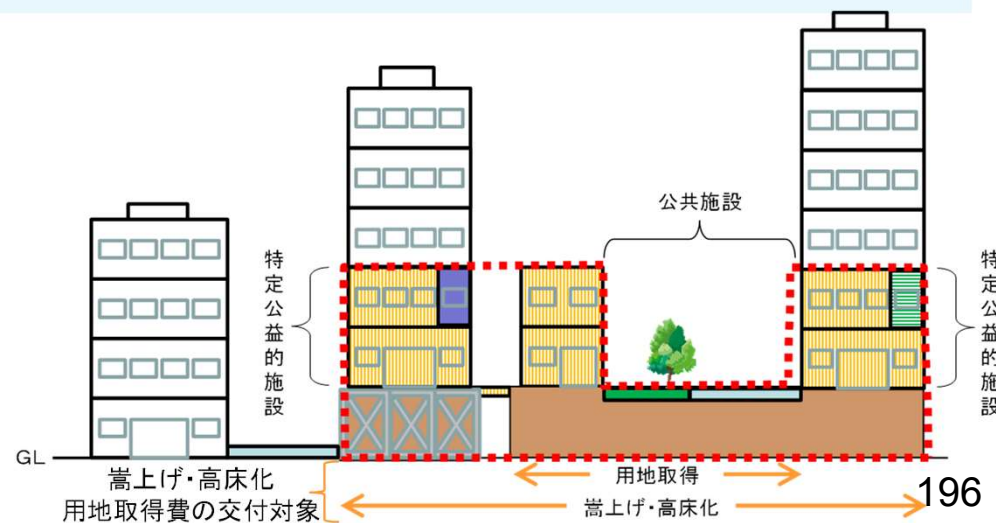 公共施設
特定公益的施設
特定公益的施設
GL
嵩上げ・高床化
用地取得費の交付対象
用地取得
嵩上げ・高床化
196